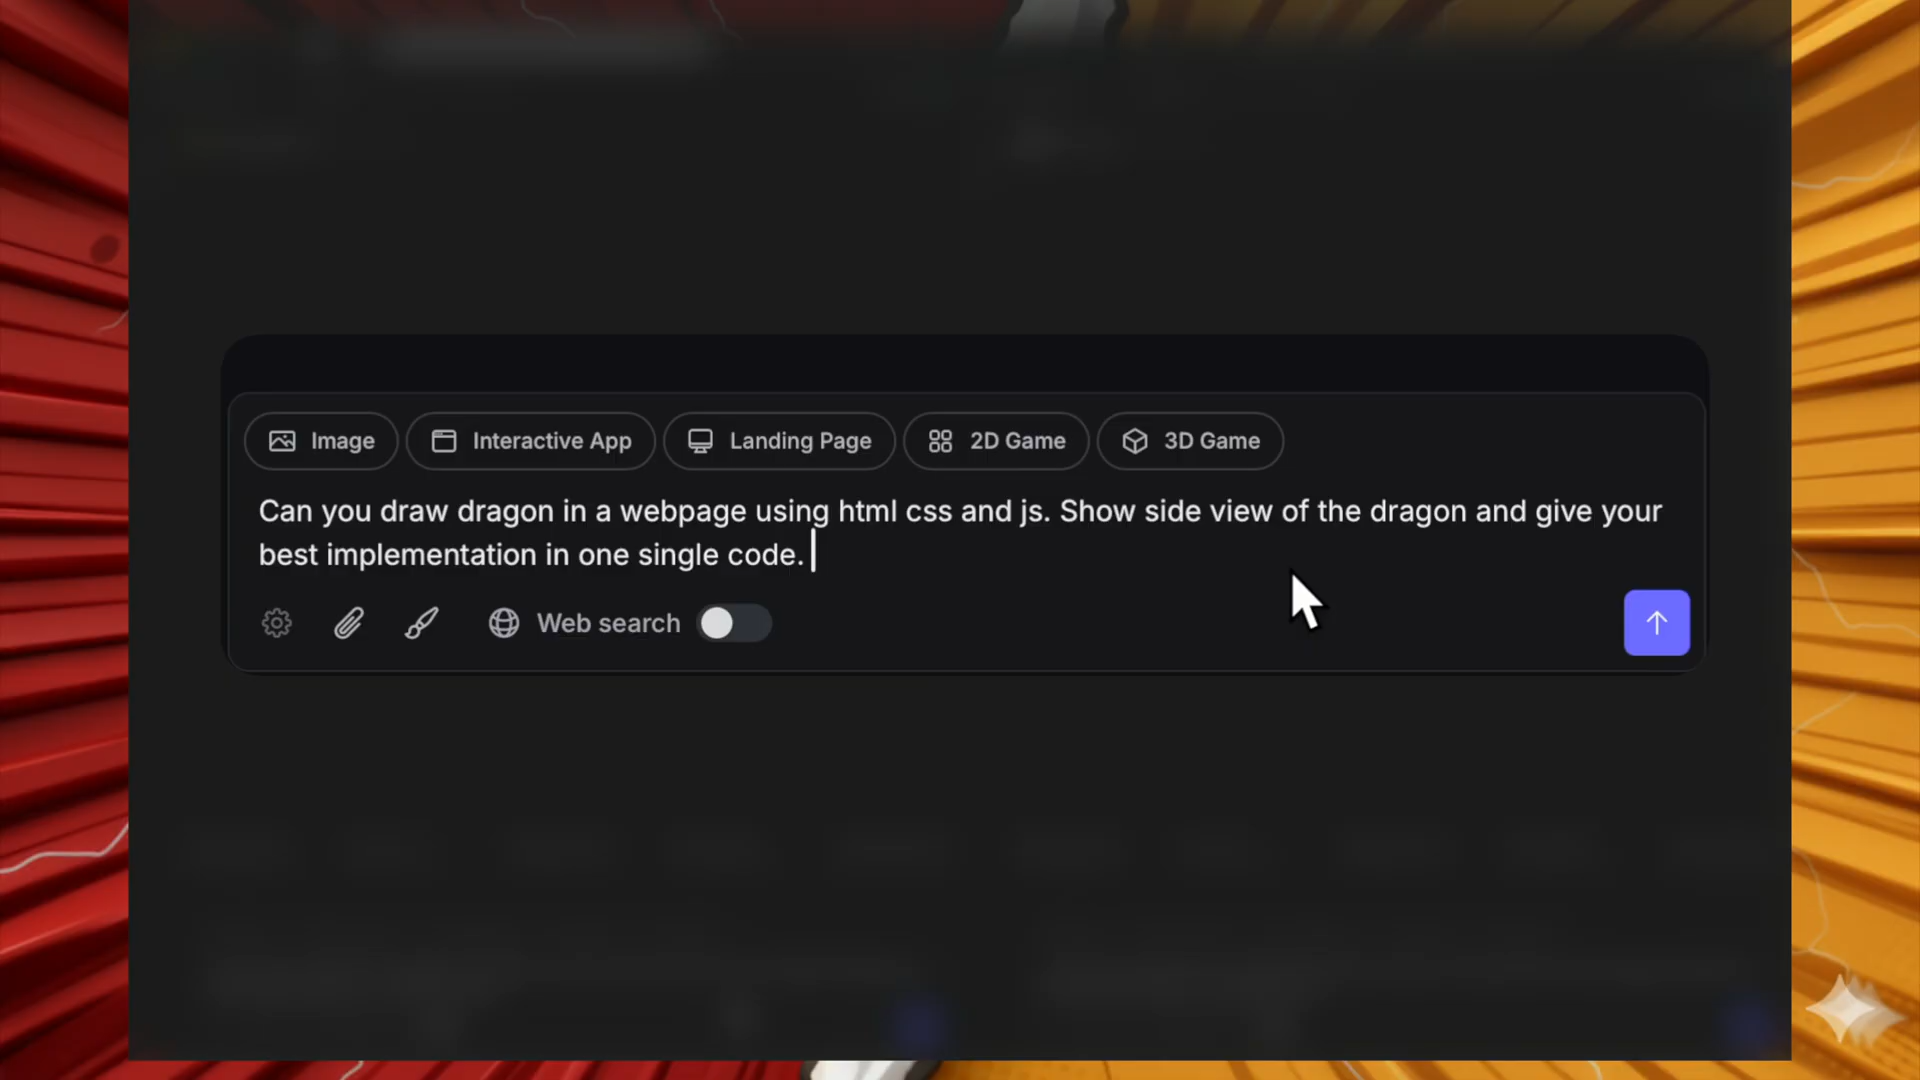 Image Interactive App Landing Page 2D Game 3D Game
Can you draw dragon in a webpage using html css and js. Show side view of the dragon and give your
best implementation in one single code.
Web search